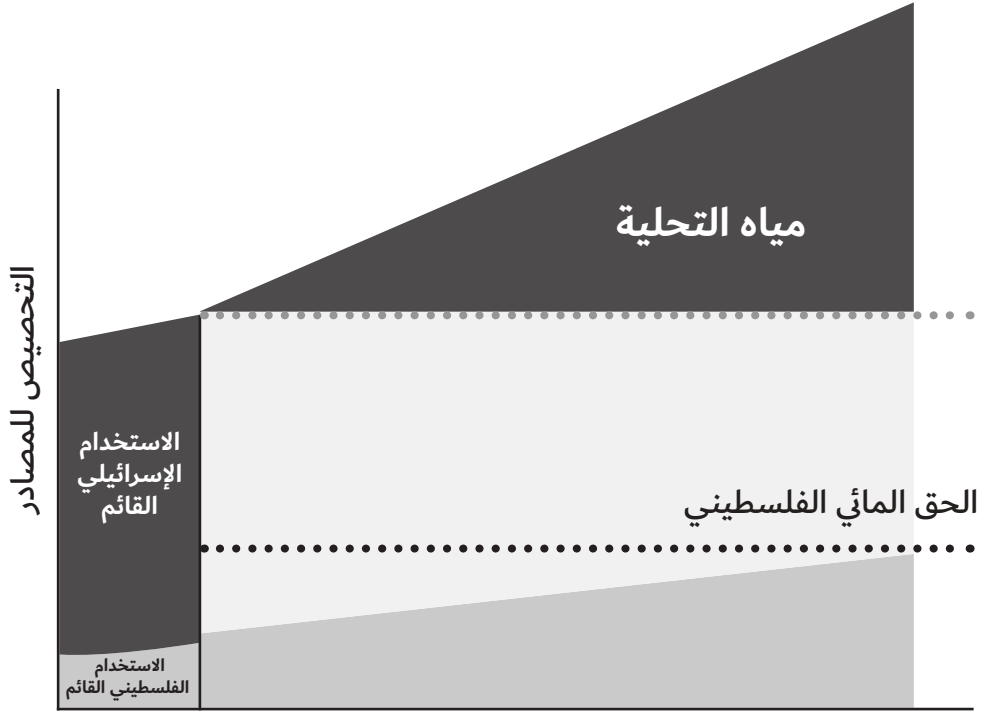 مياه التحلية
التحصيص للمصادر
الاستخدام
الإسرائيلي
القائم
الحق المائي الفلسطيني
الاستخدام
الفلسطيني القائم